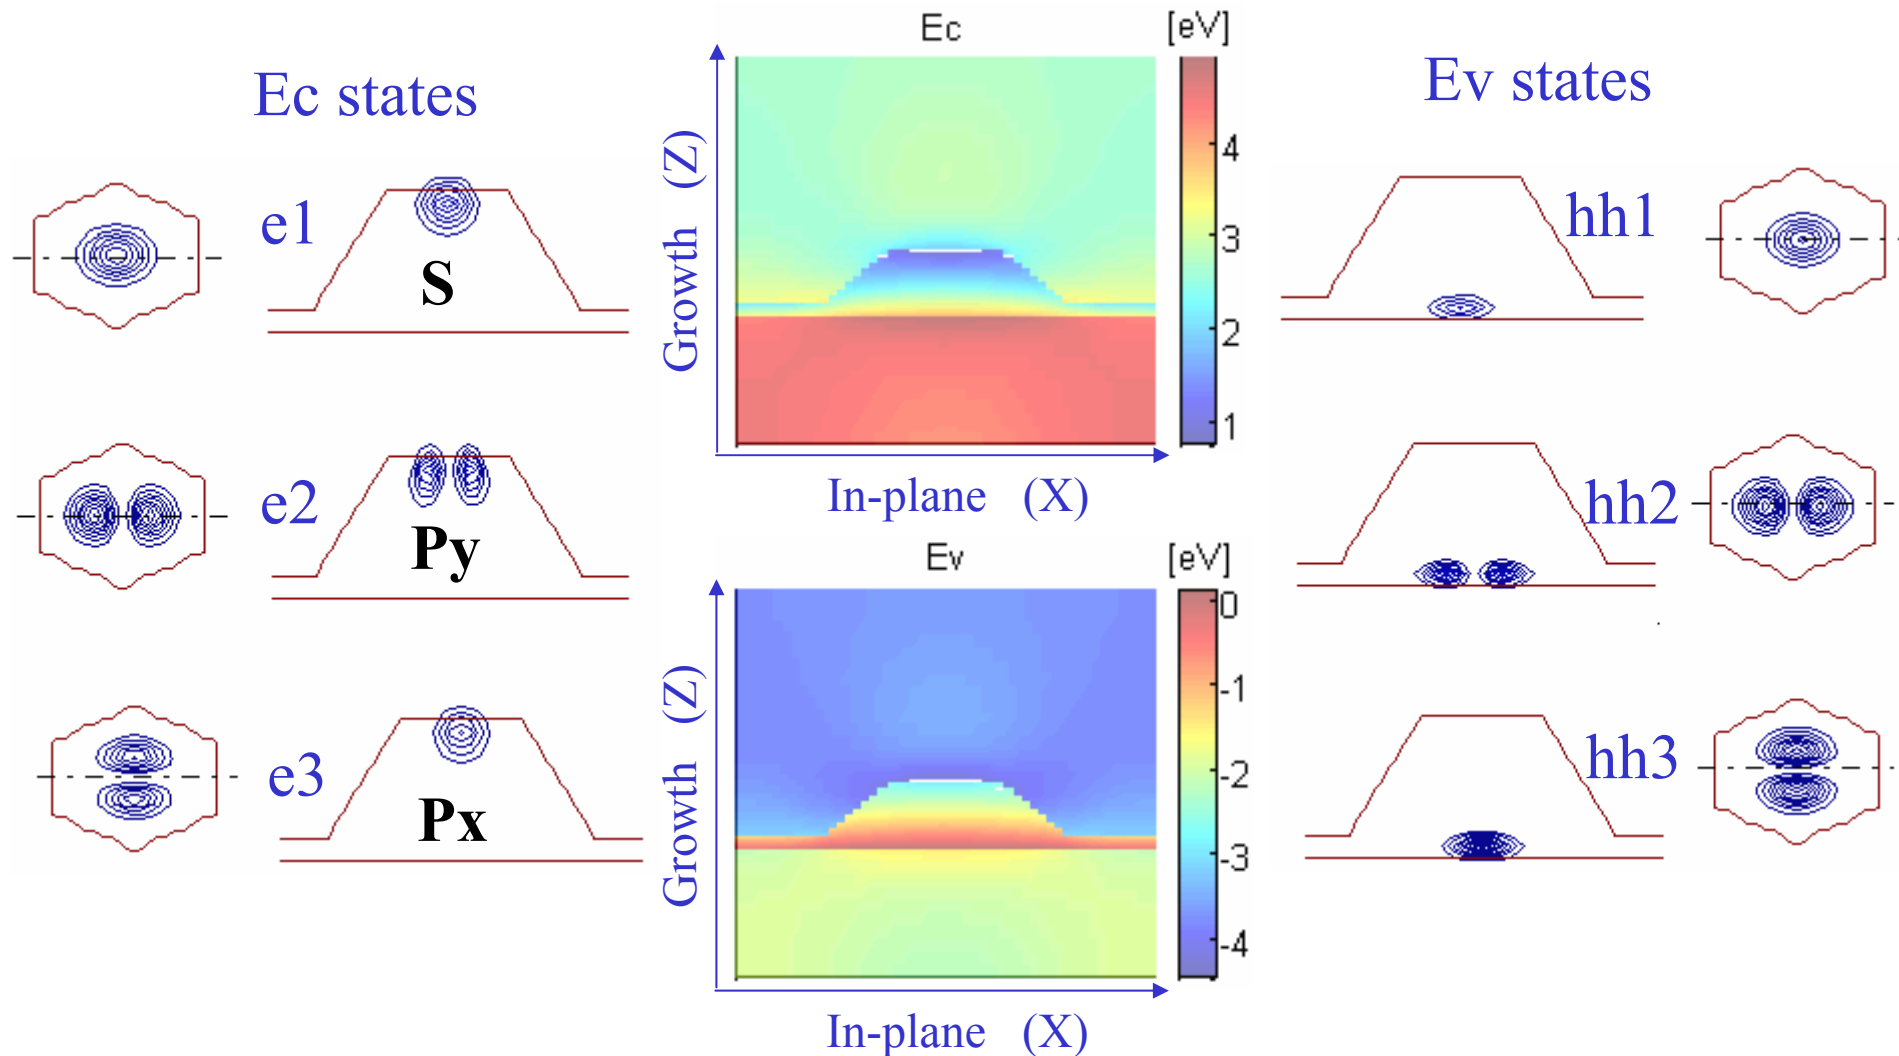 Ec states
e1
S
e2
Py
e3
Px
Ec
[eV]
4
3
2
1
Growth (Z)
In-plane (X)
Ev
[eV]
0
-1
-2
-3
-4
Growth (Z)
In-plane (X)
Ev states
hh1
hh2
hh3